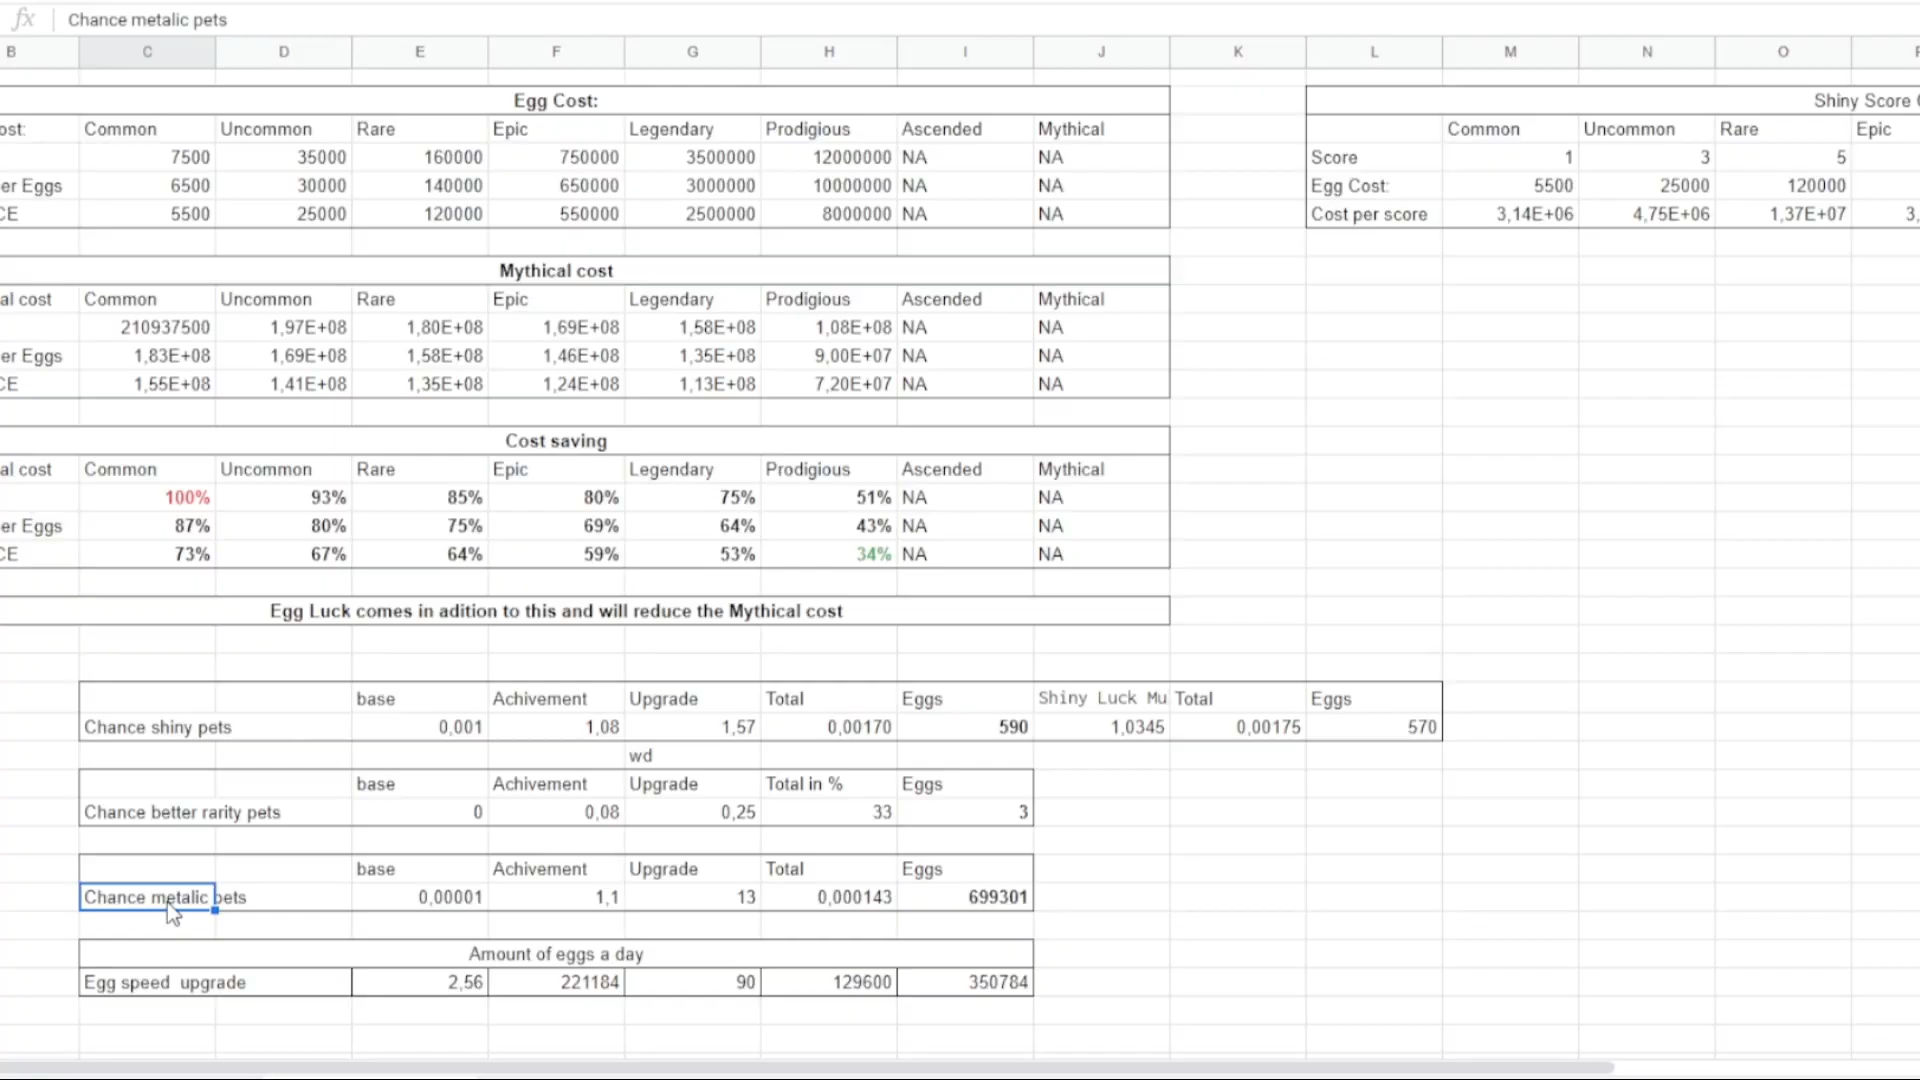 fx Chance metalic pets
B C D E F G H I J K L M N O
Egg Cost: Shiny Score
ost: Common Uncommon Rare Epic Legendary Prodigious Ascended Mythical Common Uncommon Rare Epic
7500 35000 160000 750000 3500000 12000000 NA NA Score 1 3 5
er Eggs 6500 30000 140000 650000 3000000 10000000 NA NA Egg Cost: 5500 25000 120000
CE 5500 25000 120000 550000 2500000 8000000 NA NA Cost per score 3,14E+06 4,75E+06 1,37E+07 3,
Mythical cost
al cost Common Uncommon Rare Epic Legendary Prodigious Ascended Mythical
210937500 1,97E+08 1,80E+08 1,69E+08 1,58E+08 1,08E+08 NA NA
er Eggs 1,83E+08 1,69E+08 1,58E+08 1,46E+08 1,35E+08 9,00E+07 NA NA
CE 1,55E+08 1,41E+08 1,35E+08 1,24E+08 1,13E+08 7,20E+07 NA NA
Cost saving
al cost Common Uncommon Rare Epic Legendary Prodigious Ascended Mythical
100% 93% 85% 80% 75% 51% NA NA
er Eggs 87% 80% 75% 69% 64% 43% NA NA
CE 73% 67% 64% 59% 53% 34% NA NA
Egg Luck comes in adition to this and will reduce the Mythical cost
base Achivement Upgrade Total Eggs Shiny Luck Mu Total Eggs
Chance shiny pets 0,001 1,08 1,57 0,00170 590 1,0345 0,00175 570
wd
base Achivement Upgrade Total in % Eggs
Chance better rarity pets 0 0,08 0,25 33 3
base Achivement Upgrade Total Eggs
Chance metalic pets 0,00001 1,1 13 0,000143 699301
Amount of eggs a day
Egg speed upgrade 2,56 221184 90 129600 350784